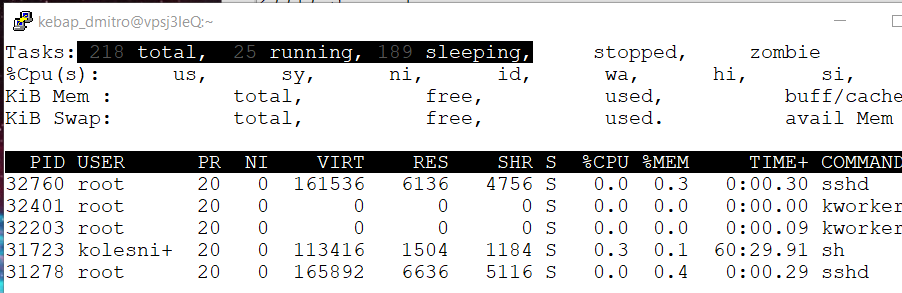 kebap_dmitro@vpsj3leQ:~
Tasks: 218 total, 25 running, 189 sleeping, stopped, zombie
%Cpu(s): us, sy, ni, id, wa, hi, si,
KiB Mem : total, free, used, buff/cache
KiB Swap: total, free, used. avail Mem
PID USER PR NI VIRT RES SHR S %CPU %MEM TIME+ COMMAND
32760 root 20 0 161536 6136 4756 S 0.0 0.3 0:00.30 sshd
32401 root 20 0 0 0 0 S 0.0 0.0 0:00.00 kworker
32203 root 20 0 0 0 0 S 0.0 0.0 0:00.09 kworker
31723 kolesni+ 20 0 113416 1504 1184 S 0.3 0.1 60:29.91 sh
31278 root 20 0 165892 6636 5116 S 0.0 0.4 0:00.29 sshd